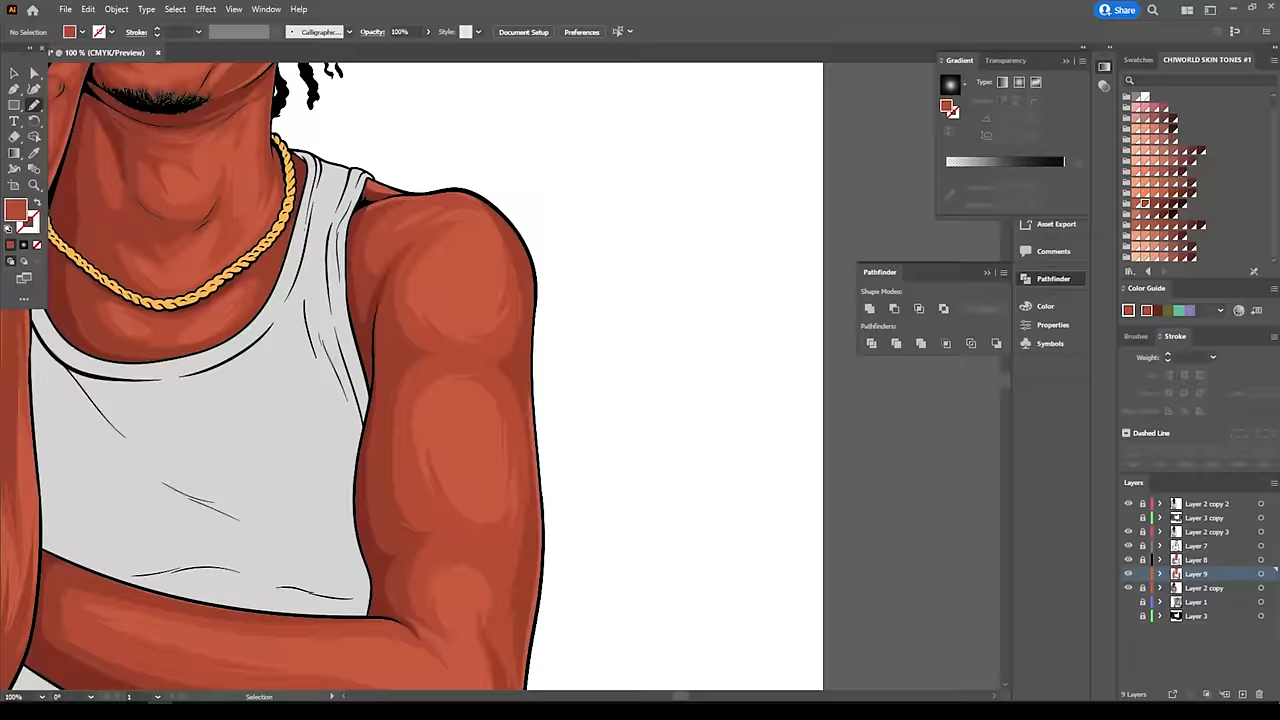 Ai File Edit Object Type Select Effect View Window Help Share
No Selection Stroke: Calligraphic... Opacity: 100% Style: Document Setup Preferences
* @ 100 % (CMYK/Preview) ×
Gradient Transparency
Type:
Swatches CHIWORLD SKIN TONES #1
Asset Export
Comments
Pathfinder
Color
Properties
Symbols
Pathfinder
Shape Modes:
Pathfinders:
Color Guide
Brushes Stroke
Weight:
Dashed Line
Layers
Layer 2 copy 2
Layer 3 copy
Layer 2 copy 3
Layer 7
Layer 8
Layer 9
Layer 2 copy
Layer 1
Layer 3
9 Layers
100% 0° 1 Selection